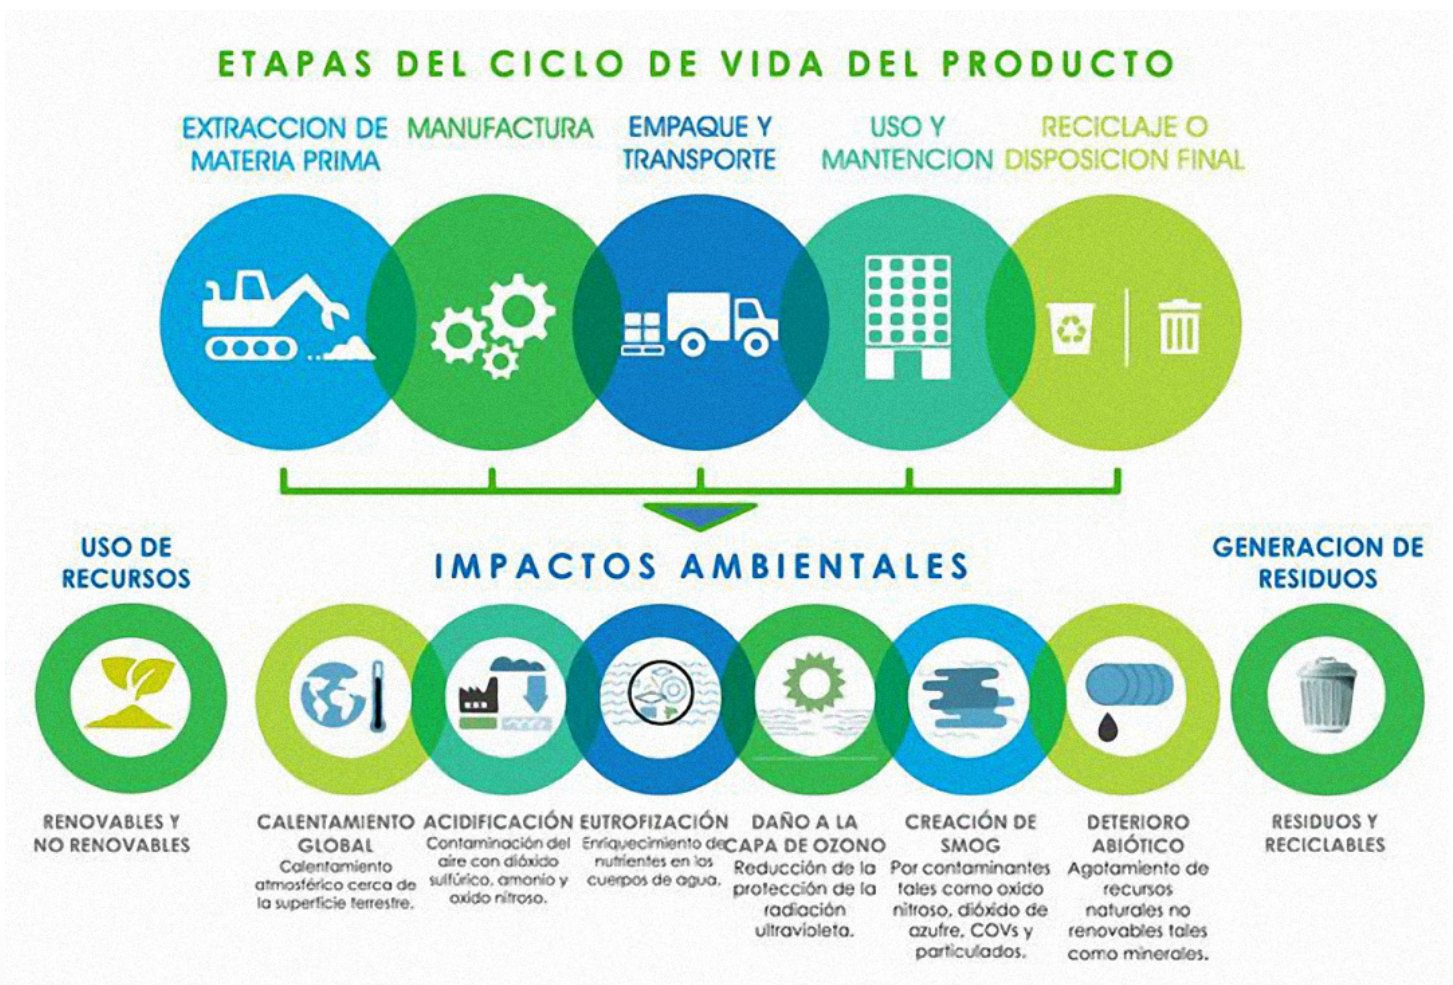 ETAPAS DEL CICLO DE VIDA DEL PRODUCTO
EXTRACCION DE
MATERIA PRIMA
MANUFACTURA
EMPAQUE Y
TRANSPORTE
USO Y
MANTENCION
RECICLAJE O
DISPOSICION FINAL
USO DE
RECURSOS
IMPACTOS AMBIENTALES
GENERACION DE
RESIDUOS
RENOVABLES Y
NO RENOVABLES
CALENTAMIENTO
GLOBAL
Calentamiento
atmosférico cerca de
la superficie terrestre.
ACIDIFICACIÓN
Contaminación del
aire con dióxido
sulfúrico, amonio y
oxido nitroso.
EUTROFIZACIÓN
Enriquecimiento de
nutrientes en los
cuerpos de agua.
DAÑO A LA
CAPA DE OZONO
Reducción de la
protección de la
radiación
ultravioleta.
CREACIÓN DE
SMOG
Por contaminantes
tales como oxido
nitroso, dióxido de
azufre, COVs y
particulados.
DETERIORO
ABIÓTICO
Agotamiento de
recursos
naturales no
renovables tales
como minerales.
RESIDUOS Y
RECICLABLES